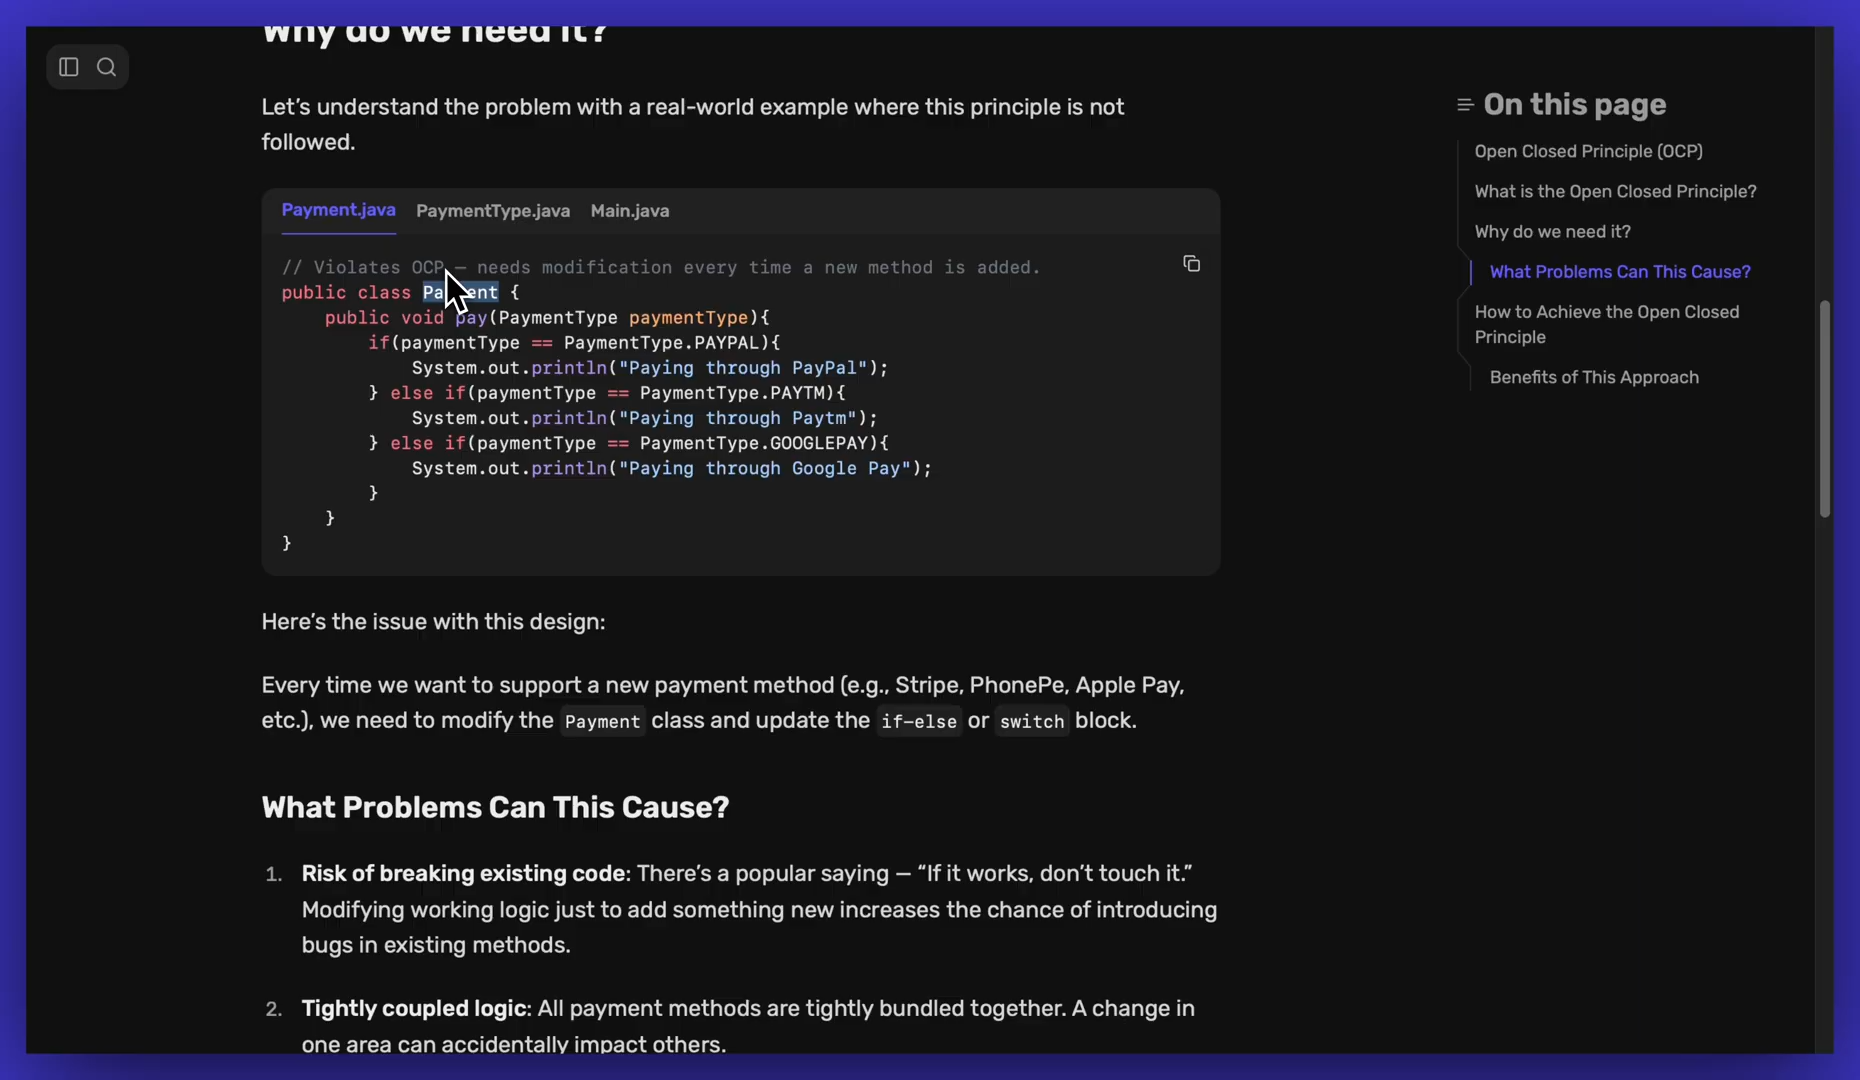 Why do we need it?
Let's understand the problem with a real-world example where this principle is not
followed.
Payment.java PaymentType.java Main.java
// Violates OCP — needs modification every time a new method is added.
public class Payment {
    public void pay(PaymentType paymentType){
        if(paymentType == PaymentType.PAYPAL){
            System.out.println("Paying through PayPal");
        } else if(paymentType == PaymentType.PAYTM){
            System.out.println("Paying through Paytm");
        } else if(paymentType == PaymentType.GOOGLEPAY){
            System.out.println("Paying through Google Pay");
        }
    }
}
Here's the issue with this design:
Every time we want to support a new payment method (e.g., Stripe, PhonePe, Apple Pay,
etc.), we need to modify the Payment class and update the if-else or switch block.
What Problems Can This Cause?
1. Risk of breaking existing code: There's a popular saying — “If it works, don't touch it.”
Modifying working logic just to add something new increases the chance of introducing
bugs in existing methods.
2. Tightly coupled logic: All payment methods are tightly bundled together. A change in
one area can accidentally impact others.
On this page
Open Closed Principle (OCP)
What is the Open Closed Principle?
Why do we need it?
What Problems Can This Cause?
How to Achieve the Open Closed
Principle
Benefits of This Approach